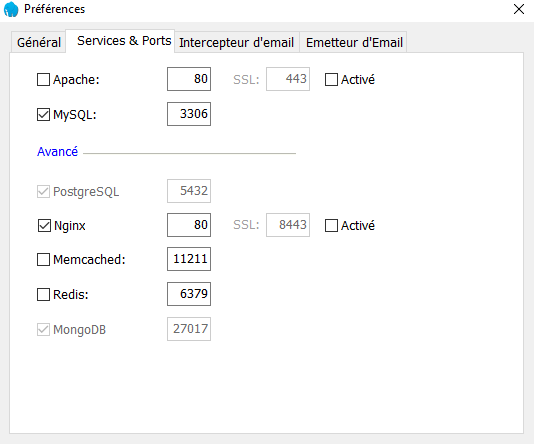 Préférences
Général Services & Ports Intercepteur d'email Emetteur d'Email
Apache: 80 SSL: 443 Activé
MySQL: 3306
Avancé
PostgreSQL 5432
Nginx 80 SSL: 8443 Activé
Memcached: 11211
Redis: 6379
MongoDB 27017